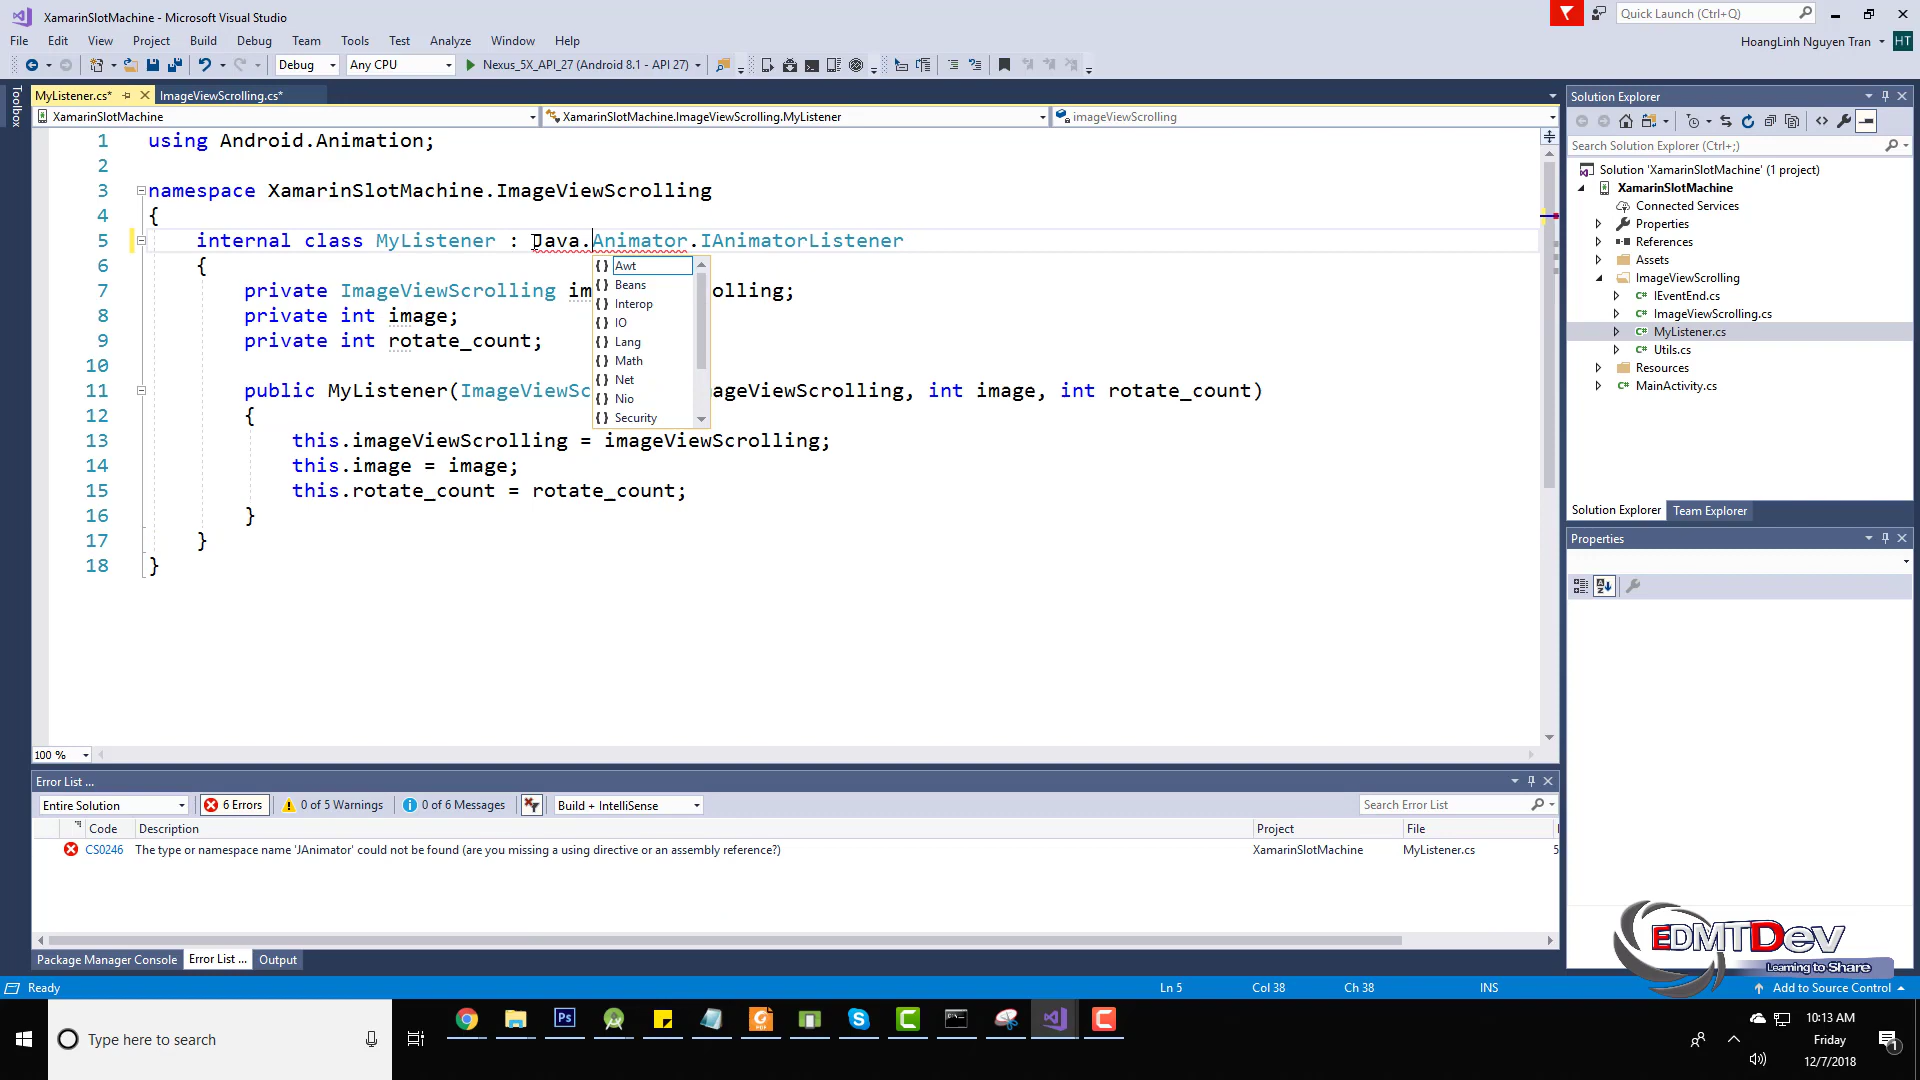 XamarinSlotMachine - Microsoft Visual Studio
Quick Launch (Ctrl+Q)
File Edit View Project Build Debug Team Tools Test Analyze Window Help
HoangLinh Nguyen Tran HT
Debug Any CPU Nexus_5X_API_27 (Android 8.1 - API 27)
Toolbox
MyListener.cs* ImageViewScrolling.cs*
XamarinSlotMachine XamarinSlotMachine.ImageViewScrolling.MyListener imageViewScrolling
1 using Android.Animation;
2
3 namespace XamarinSlotMachine.ImageViewScrolling
4 {
5 internal class MyListener : Java.Animator.IAnimatorListener
6 {
7 private ImageViewScrolling im olling;
8 private int image;
9 private int rotate_count;
10
11 public MyListener(ImageViewSc ageViewScrolling, int image, int rotate_count)
12 {
13 this.imageViewScrolling = imageViewScrolling;
14 this.image = image;
15 this.rotate_count = rotate_count;
16 }
17 }
18 }
{} Awt
{} Beans
{} Interop
{} IO
{} Lang
{} Math
{} Net
{} Nio
{} Security
100 %
Solution Explorer
Search Solution Explorer (Ctrl+;)
Solution 'XamarinSlotMachine' (1 project)
XamarinSlotMachine
Connected Services
Properties
References
Assets
ImageViewScrolling
C# IEventEnd.cs
C# ImageViewScrolling.cs
C# MyListener.cs
C# Utils.cs
Resources
C# MainActivity.cs
Solution Explorer Team Explorer
Properties
Error List ...
Entire Solution 6 Errors 0 of 5 Warnings 0 of 6 Messages Build + IntelliSense Search Error List
Code Description Project File
CS0246 The type or namespace name 'JAnimator' could not be found (are you missing a using directive or an assembly reference?) XamarinSlotMachine MyListener.cs 5
Package Manager Console Error List ... Output
EDMTDev
Learning to Share
Ready Ln 5 Col 38 Ch 38 INS Add to Source Control
Type here to search
Ps
10:13 AM
Friday
12/7/2018
1